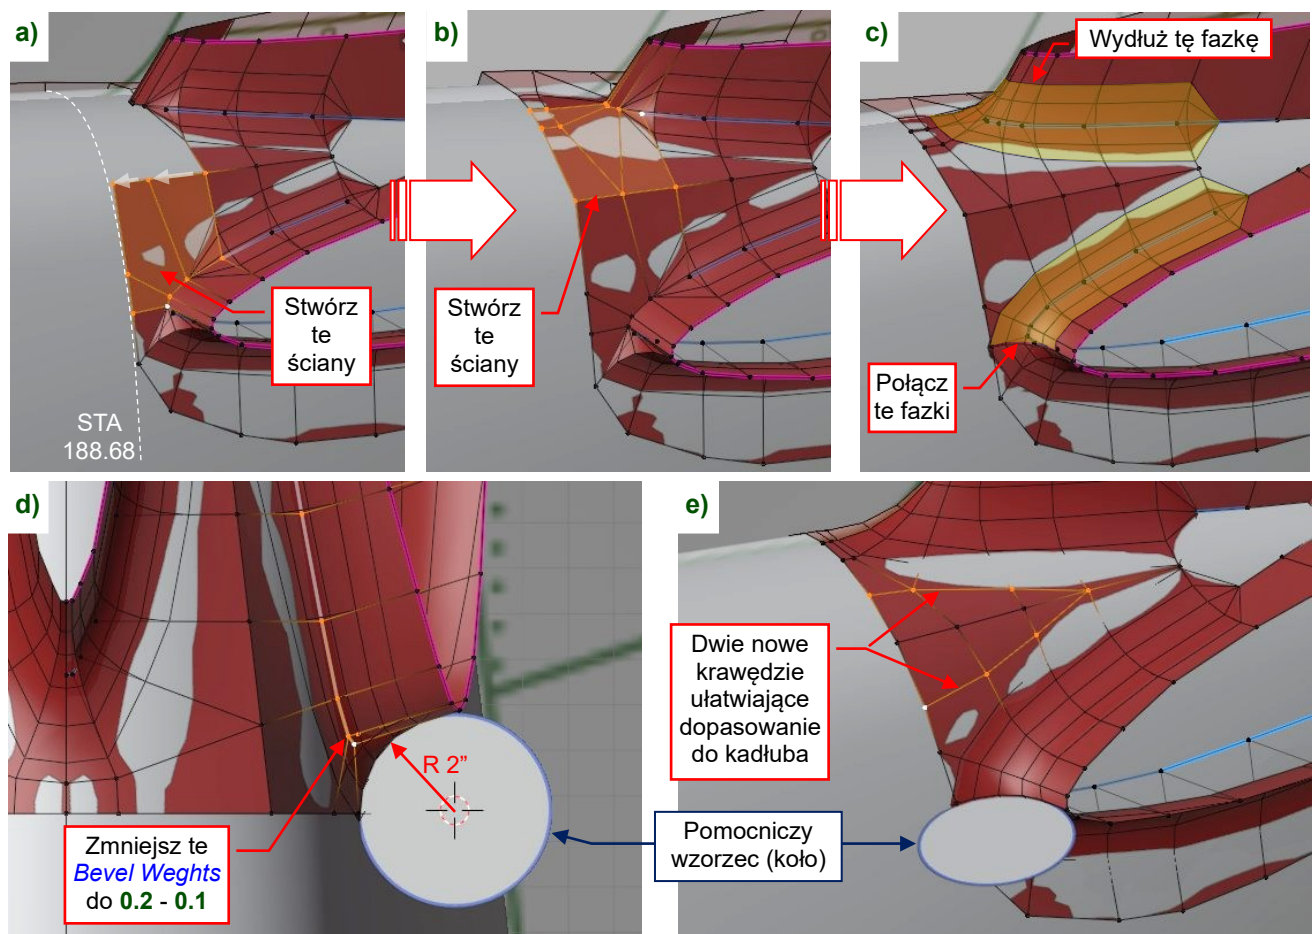 a)
b)
c)
Wydłuż tę fazkę
Stwórz
te
ściany
Stwórz
te
ściany
Połącz
te fazki
STA
188.68
d)
e)
R 2”
Dwie nowe
krawędzie
ułatwiające
dopasowanie
do kadłuba
Zmniejsz te
Bevel Weghts
do 0.2 - 0.1
Pomocniczy
wzorzec (koło)